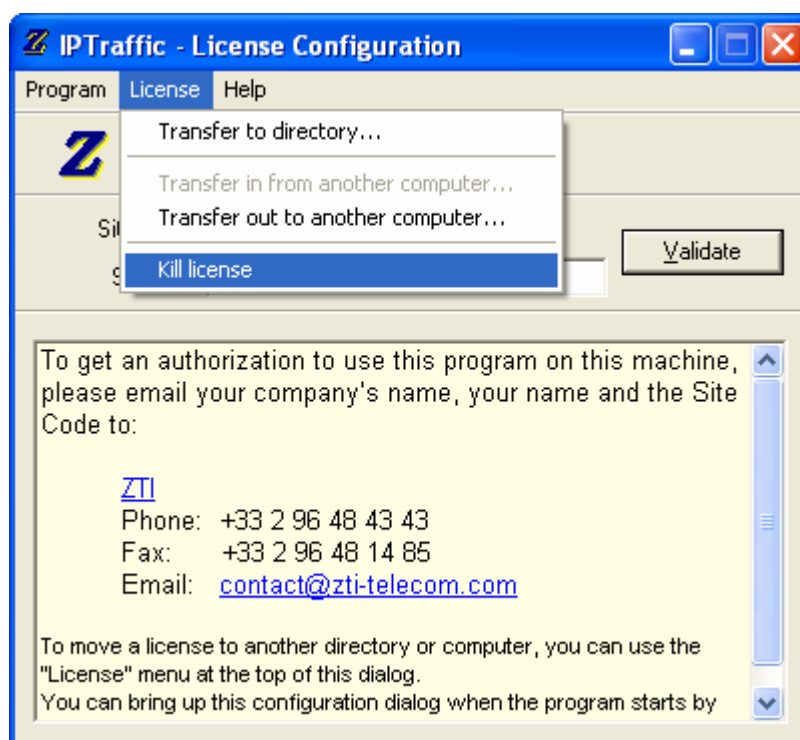 IPTraffic - License Configuration
Program License Help
Transfer to directory...
Transfer in from another computer...
Transfer out to another computer...
Kill license
Validate
To get an authorization to use this program on this machine,
please email your company's name, your name and the Site
Code to:
ZTI
Phone: +33 2 96 48 43 43
Fax: +33 2 96 48 14 85
Email: contact@zti-telecom.com
To move a license to another directory or computer, you can use the
"License" menu at the top of this dialog.
You can bring up this configuration dialog when the program starts by